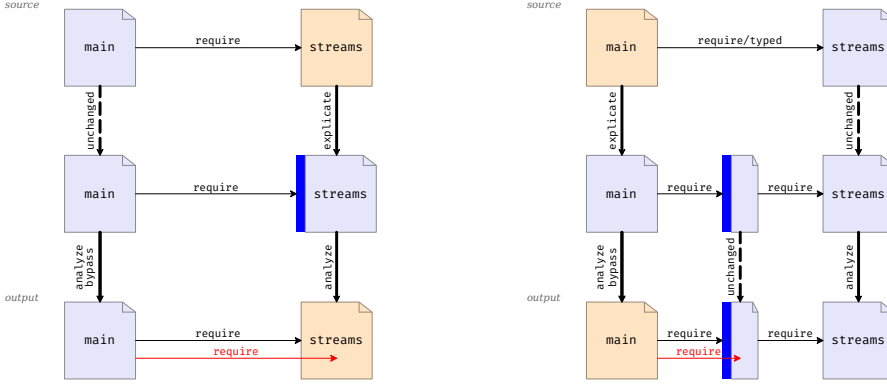 source
source
main
require
streams
main
require/typed
streams
unchanged
explicate
explicate
unchanged
main
require
streams
main
require
require
streams
analyze
bypass
analyze
analyze
bypass
unchanged
analyze
output
output
main
require
require
streams
main
require
require
require
streams